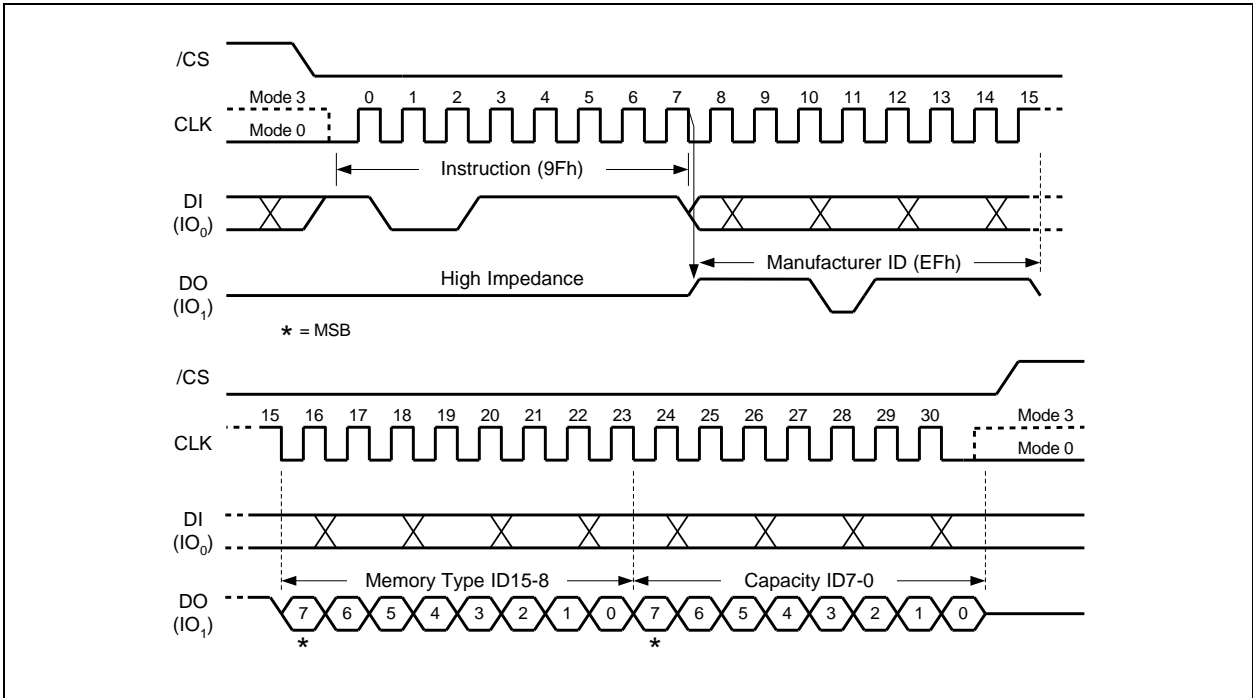 /CS
Mode 3 0 1 2 3 4 5 6 7 8 9 10 11 12 13 14 15
CLK
Mode 0
Instruction (9Fh)
DI
(IO₀)
Manufacturer ID (EFh)
High Impedance
DO
(IO₁)
* = MSB
/CS
15 16 17 18 19 20 21 22 23 24 25 26 27 28 29 30 Mode 3
CLK
Mode 0
DI
(IO₀)
Memory Type ID15-8 Capacity ID7-0
DO
(IO₁)
7 6 5 4 3 2 1 0 7 6 5 4 3 2 1 0
* *